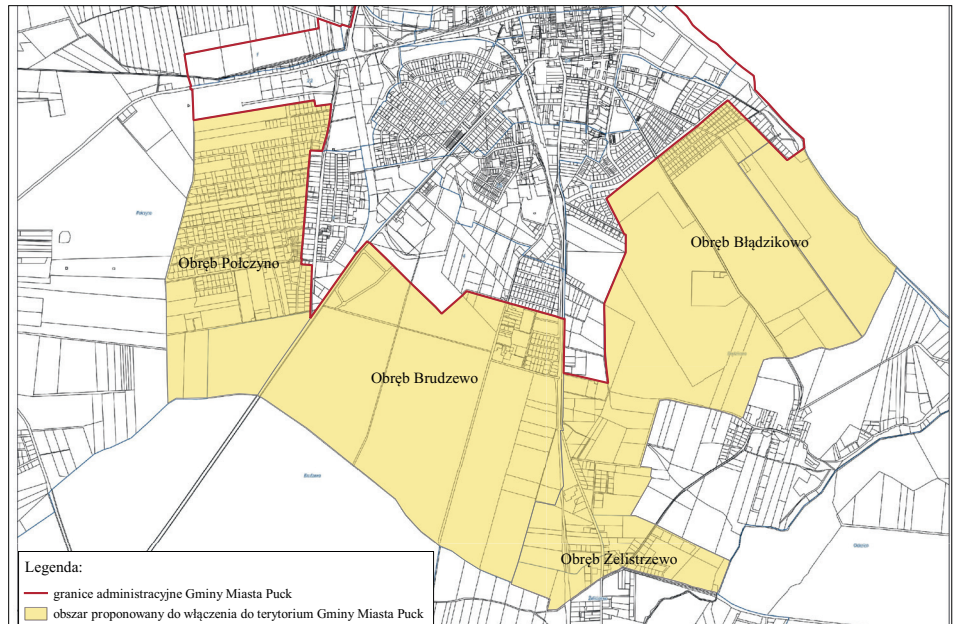 Obręb Błądzikowo
Obręb Połczyno
Obręb Brudzewo
Obręb Żelistrzewo
Legenda:
granice administracyjne Gminy Miasta Puck
obszar proponowany do włączenia do terytorium Gminy Miasta Puck